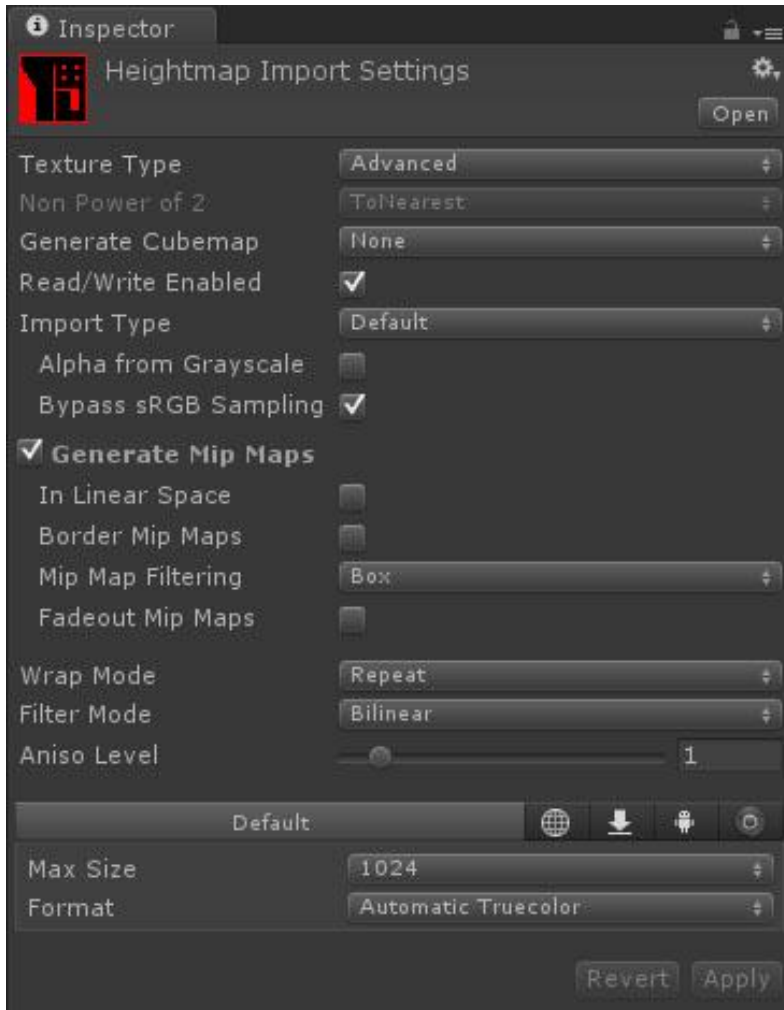 Inspector
Heightmap Import Settings
Open
Texture Type Advanced
Non Power of 2 ToNearest
Generate Cubemap None
Read/Write Enabled
Import Type Default
Alpha from Grayscale
Bypass sRGB Sampling
Generate Mip Maps
In Linear Space
Border Mip Maps
Mip Map Filtering Box
Fadeout Mip Maps
Wrap Mode Repeat
Filter Mode Bilinear
Aniso Level 1
Default
Max Size 1024
Format Automatic Truecolor
Revert Apply